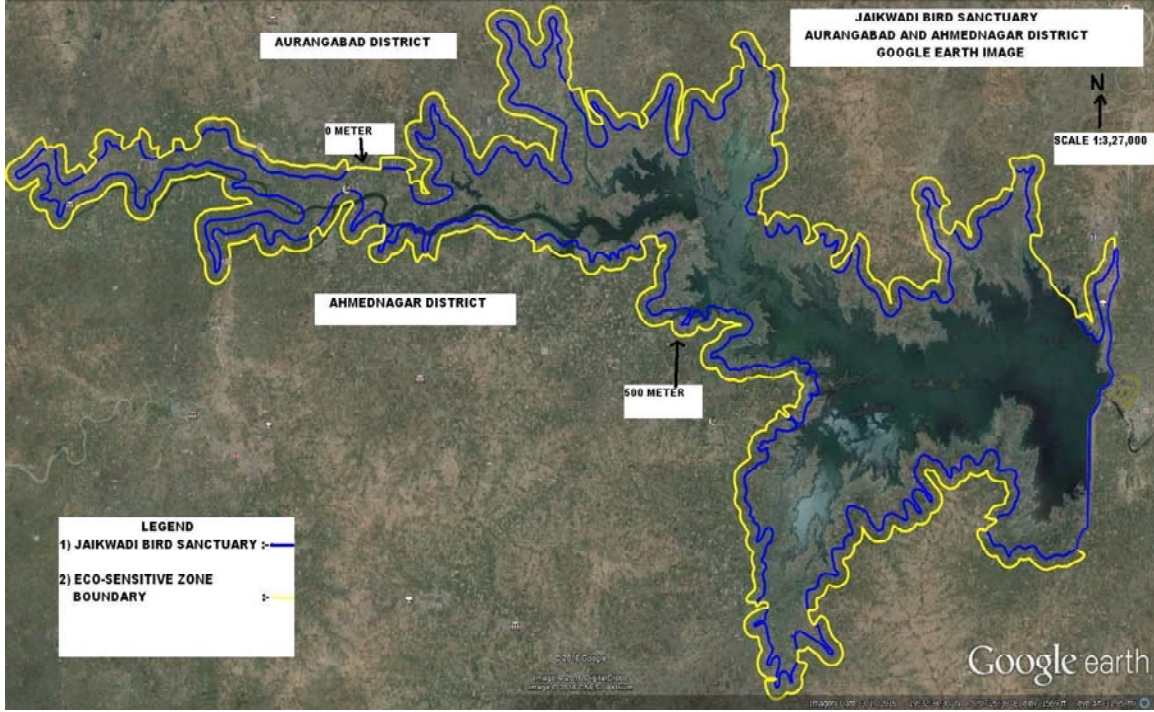 JAIKWADI BIRD SANCTUARY
AURANGABAD AND AHMEDNAGAR DISTRICT
GOOGLE EARTH IMAGE
AURANGABAD DISTRICT
N
SCALE 1:3,27,000
0 METER
AHMEDNAGAR DISTRICT
500 METER
LEGEND
1) JAIKWADI BIRD SANCTUARY :-
2) ECO-SENSITIVE ZONE
BOUNDARY :-
© 2016 Google
Google earth